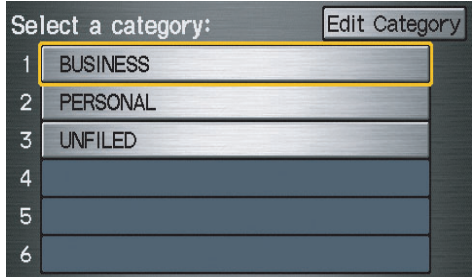 Select a category: Edit Category
1 BUSINESS
2 PERSONAL
3 UNFILED
4
5
6